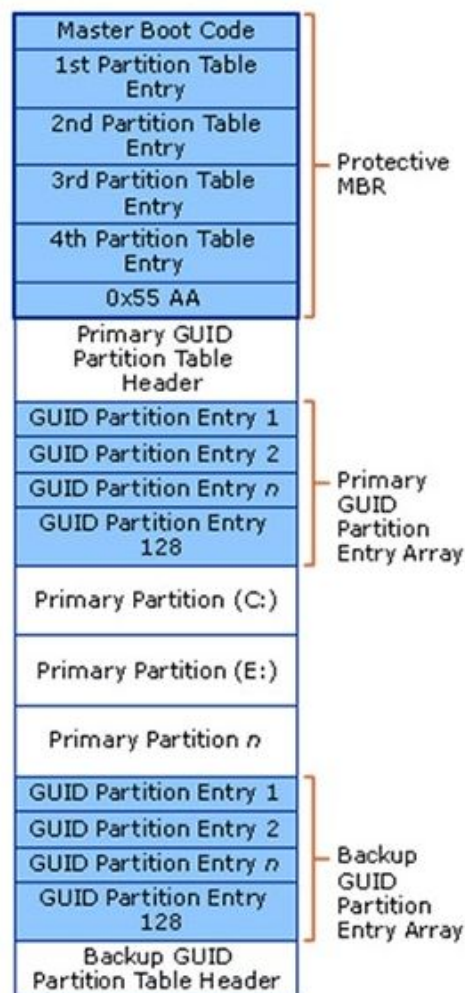 Master Boot Code
1st Partition Table
Entry
2nd Partition Table
Entry
3rd Partition Table
Entry
4th Partition Table
Entry
0x55 AA
Protective
MBR
Primary GUID
Partition Table
Header
GUID Partition Entry 1
GUID Partition Entry 2
GUID Partition Entry n
GUID Partition Entry
128
Primary
GUID
Partition
Entry Array
Primary Partition (C:)
Primary Partition (E:)
Primary Partition n
GUID Partition Entry 1
GUID Partition Entry 2
GUID Partition Entry n
GUID Partition Entry
128
Backup
GUID
Partition
Entry Array
Backup GUID
Partition Table Header